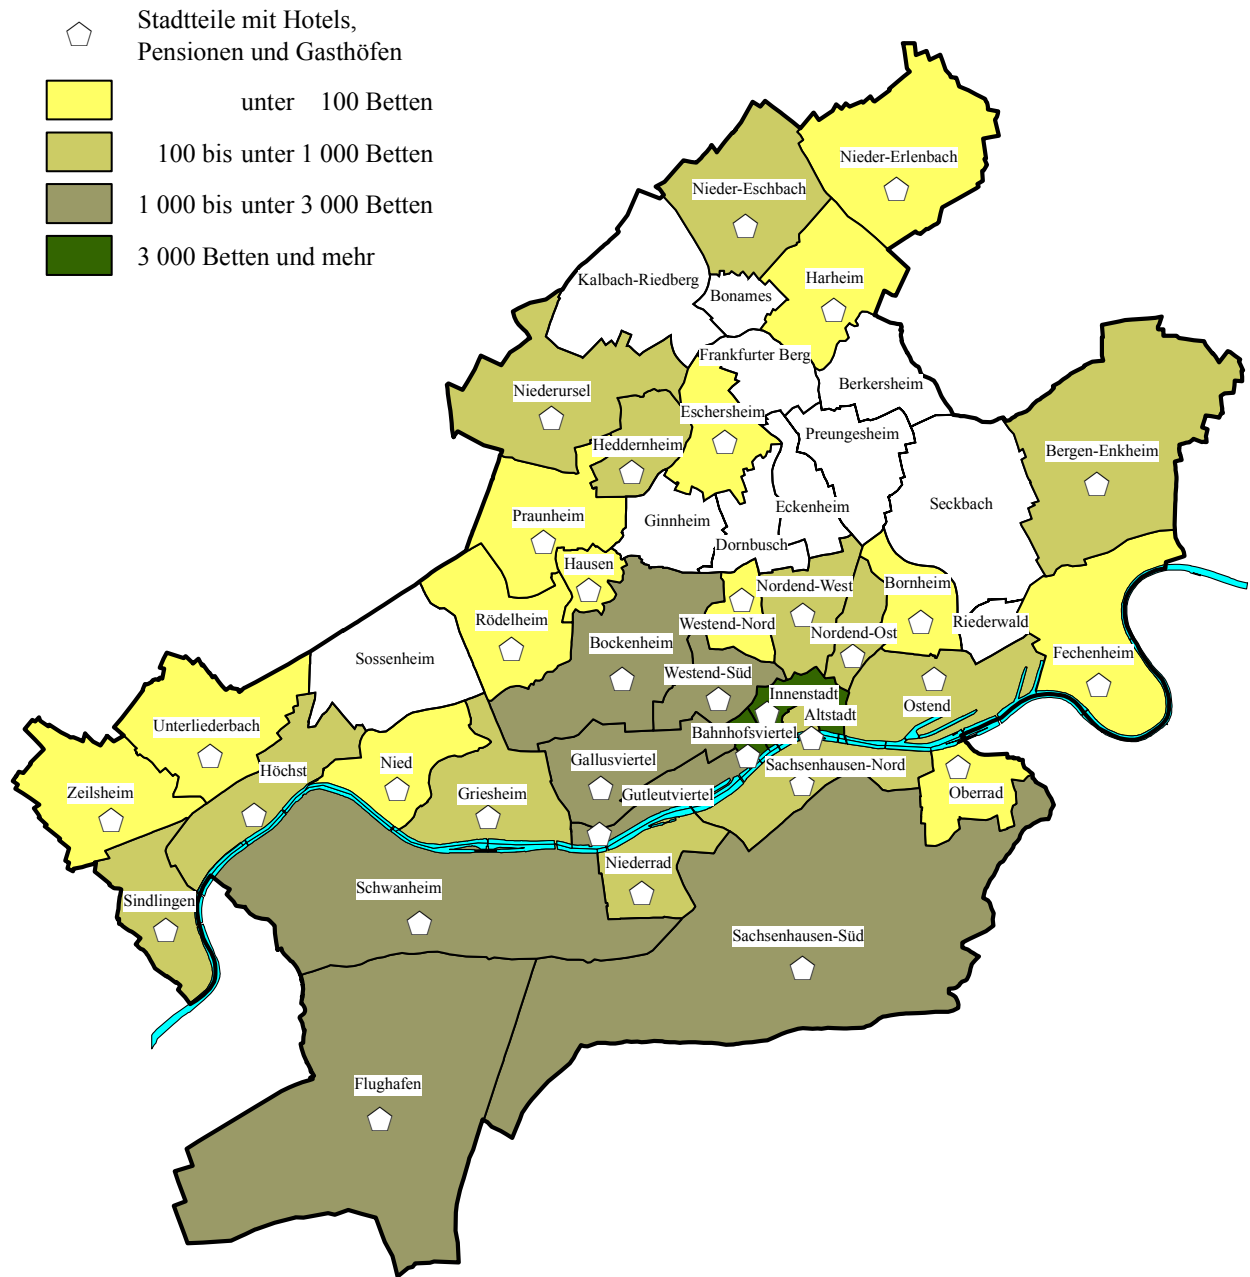 Stadtteile mit Hotels,
Pensionen und Gasthöfen
unter 100 Betten
100 bis unter 1 000 Betten
1 000 bis unter 3 000 Betten
3 000 Betten und mehr
Nieder-Erlenbach
Nieder-Eschbach
Kalbach-Riedberg
Harheim
Bonames
Frankfurter Berg
Berkersheim
Niederursel
Eschersheim
Heddernheim
Preungesheim
Bergen-Enkheim
Seckbach
Eckenheim
Praunheim
Ginnheim
Dornbusch
Hausen
Nordend-West
Bornheim
Rödelheim
Westend-Nord
Riederwald
Nordend-Ost
Bockenheim
Sossenheim
Fechenheim
Westend-Süd
Innenstadt
Ostend
Altstadt
Unterliederbach
Bahnhofsviertel
Gallusviertel
Nied
Höchst
Sachsenhausen-Nord
Zeilsheim
Griesheim
Gutleutviertel
Oberrad
Niederrad
Schwanheim
Sindlingen
Sachsenhausen-Süd
Flughafen